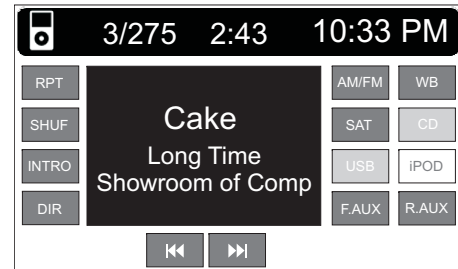 3/275 2:43 10:33 PM
RPT AM/FM WB
Cake
SHUF SAT CD
Long Time
INTRO USB iPOD
Showroom of Comp
DIR F.AUX R.AUX